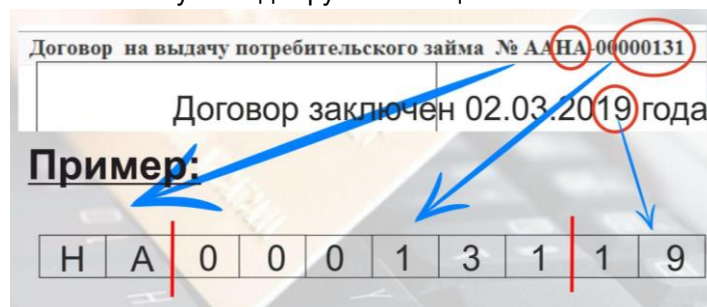 Договор на выдачу потребительского займа № ААНА-00000131
Договор заключен 02.03.2019 года
Пример:
Н А 0 0 0 1 3 1 1 9